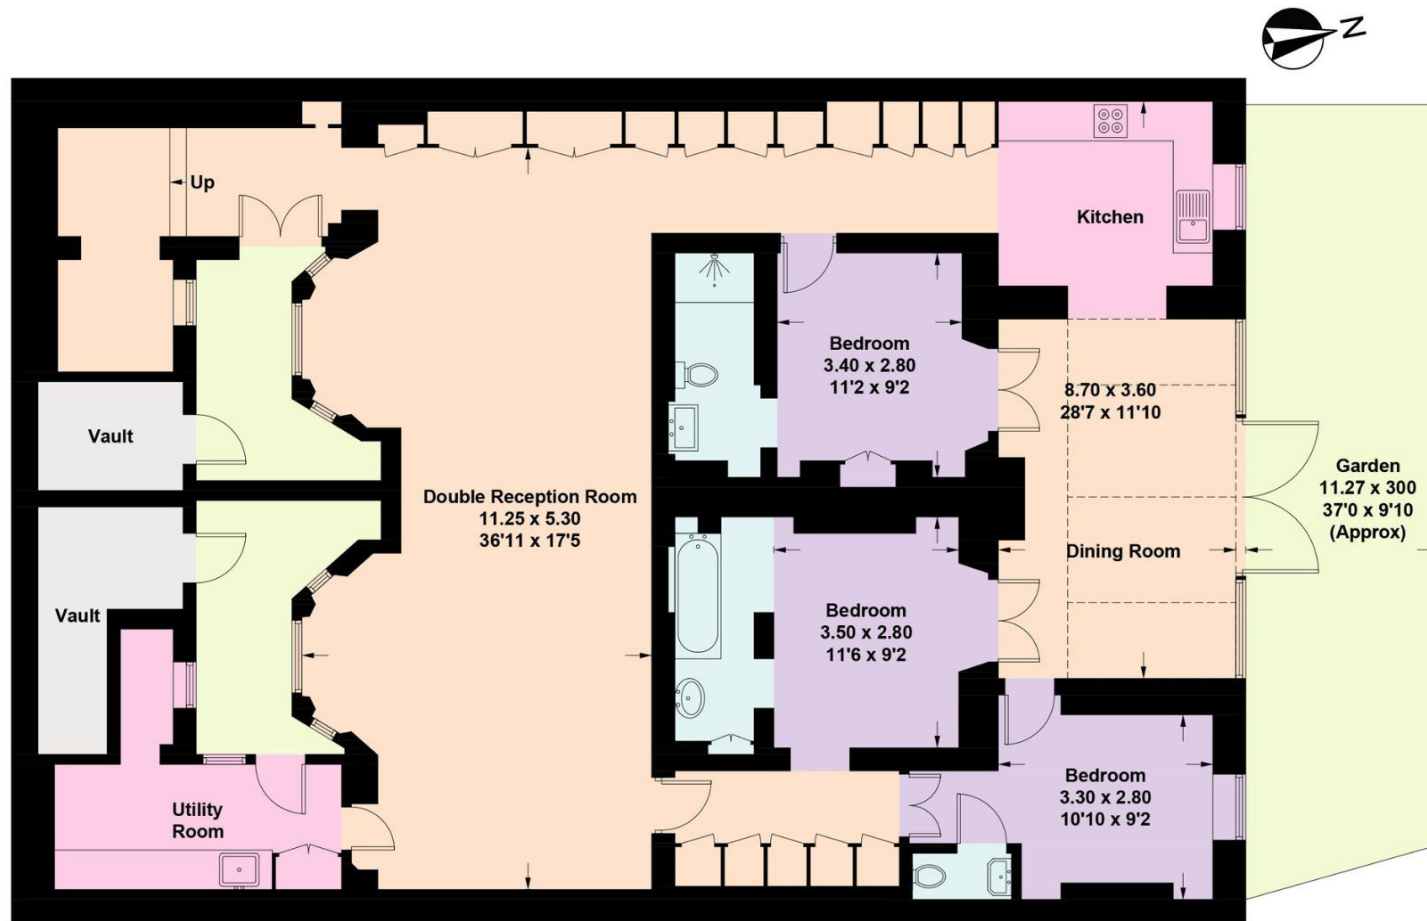 N
Up
Kitchen
Bedroom
3.40 x 2.80
11'2 x 9'2
8.70 x 3.60
28'7 x 11'10
Vault
Garden
11.27 x 300
37'0 x 9'10
(Approx)
Double Reception Room
11.25 x 5.30
36'11 x 17'5
Dining Room
Vault
Bedroom
3.50 x 2.80
11'6 x 9'2
Utility
Room
Bedroom
3.30 x 2.80
10'10 x 9'2